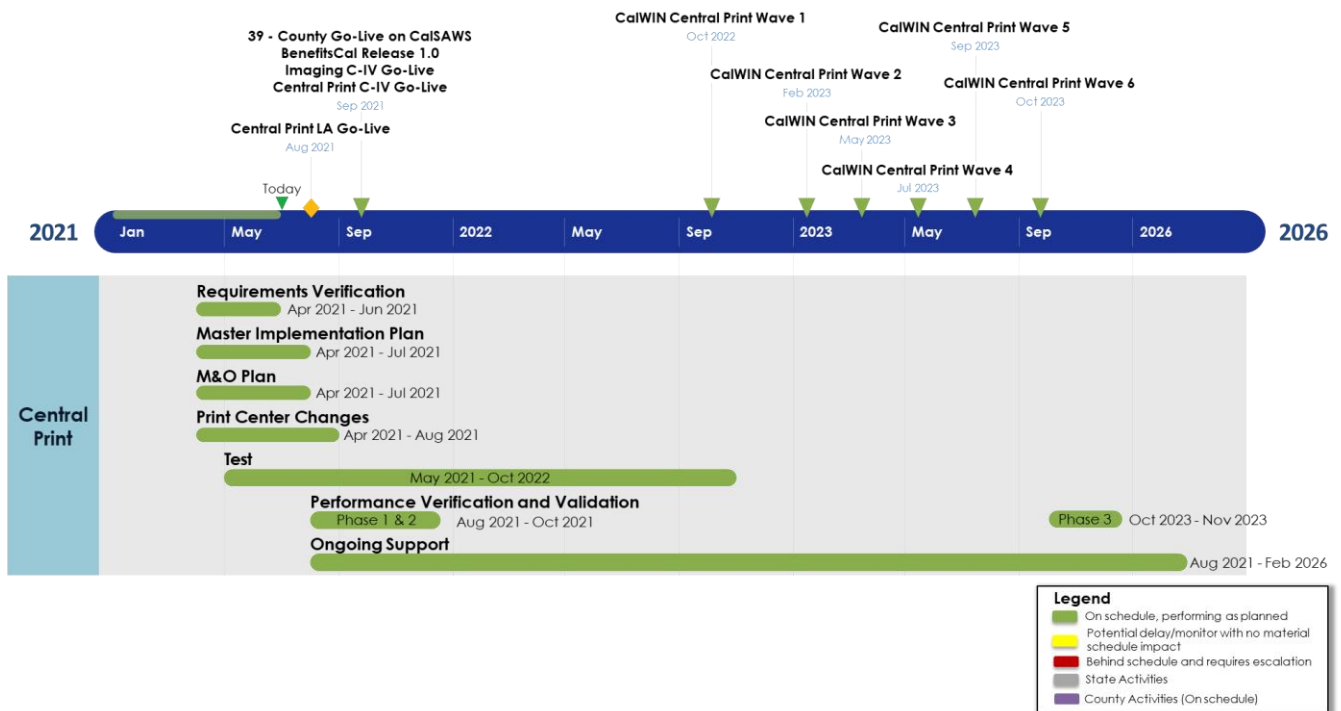 CalWIN Central Print Wave 1
Oct 2022
CalWIN Central Print Wave 5
Sep 2023
39 - County Go-Live on CalSAWS
BenefitsCal Release 1.0
Imaging C-IV Go-Live
Central Print C-IV Go-Live
Sep 2021
CalWIN Central Print Wave 2
Feb 2023
CalWIN Central Print Wave 6
Oct 2023
Central Print LA Go-Live
Aug 2021
CalWIN Central Print Wave 3
May 2023
CalWIN Central Print Wave 4
Jul 2023
Today
2021 Jan May Sep 2022 May Sep 2023 May Sep 2026 2026
Central
Print
Requirements Verification
Apr 2021 - Jun 2021
Master Implementation Plan
Apr 2021 - Jul 2021
M&O Plan
Apr 2021 - Jul 2021
Print Center Changes
Apr 2021 - Aug 2021
Test
May 2021 - Oct 2022
Performance Verification and Validation
Phase 1 & 2 Aug 2021 - Oct 2021 Phase 3 Oct 2023 - Nov 2023
Ongoing Support
Aug 2021 - Feb 2026
Legend
On schedule, performing as planned
Potential delay/monitor with no material
schedule impact
Behind schedule and requires escalation
State Activities
County Activities (On schedule)